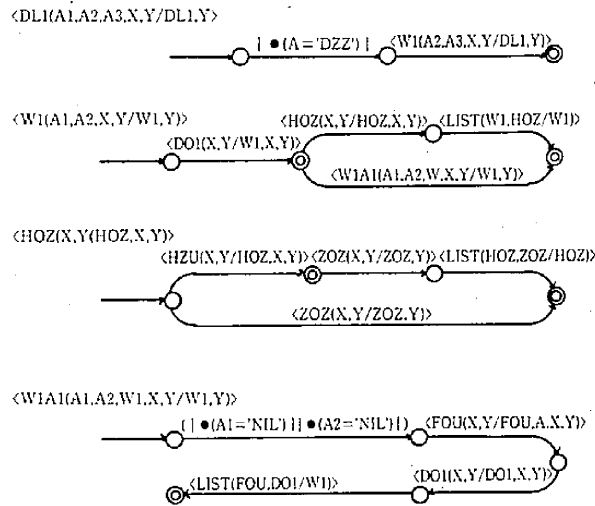 <DL1(A1,A2,A3,X,Y/DL1,Y)>
| ●(A='DZZ') | <W1(A2,A3,X,Y/DL1,Y)>
<W1(A1,A2,X,Y/W1,Y)>
<HOZ(X,Y/HOZ,X,Y)> <LIST(W1,HOZ/W1)>
<DO1(X,Y/W1,X,Y)>
<W1A1(A1,A2,W,X,Y/W1,Y)>
<HOZ(X,Y(HOZ,X,Y)>
<HZU(X,Y/HOZ,X,Y)> <ZOZ(X,Y/ZOZ,Y)> <LIST(HOZ,ZOZ/HOZ)>
<ZOZ(X,Y/ZOZ,Y)>
<W1A1(A1,A2,W1,X,Y/W1,Y)>
( | ●(A1='NIL') || ●(A2='NIL') | ) <FOU(X,Y/FOU,A,X,Y)>
<LIST(FOU,DO1/W1)> <DO1(X,Y/DO1,X,Y)>